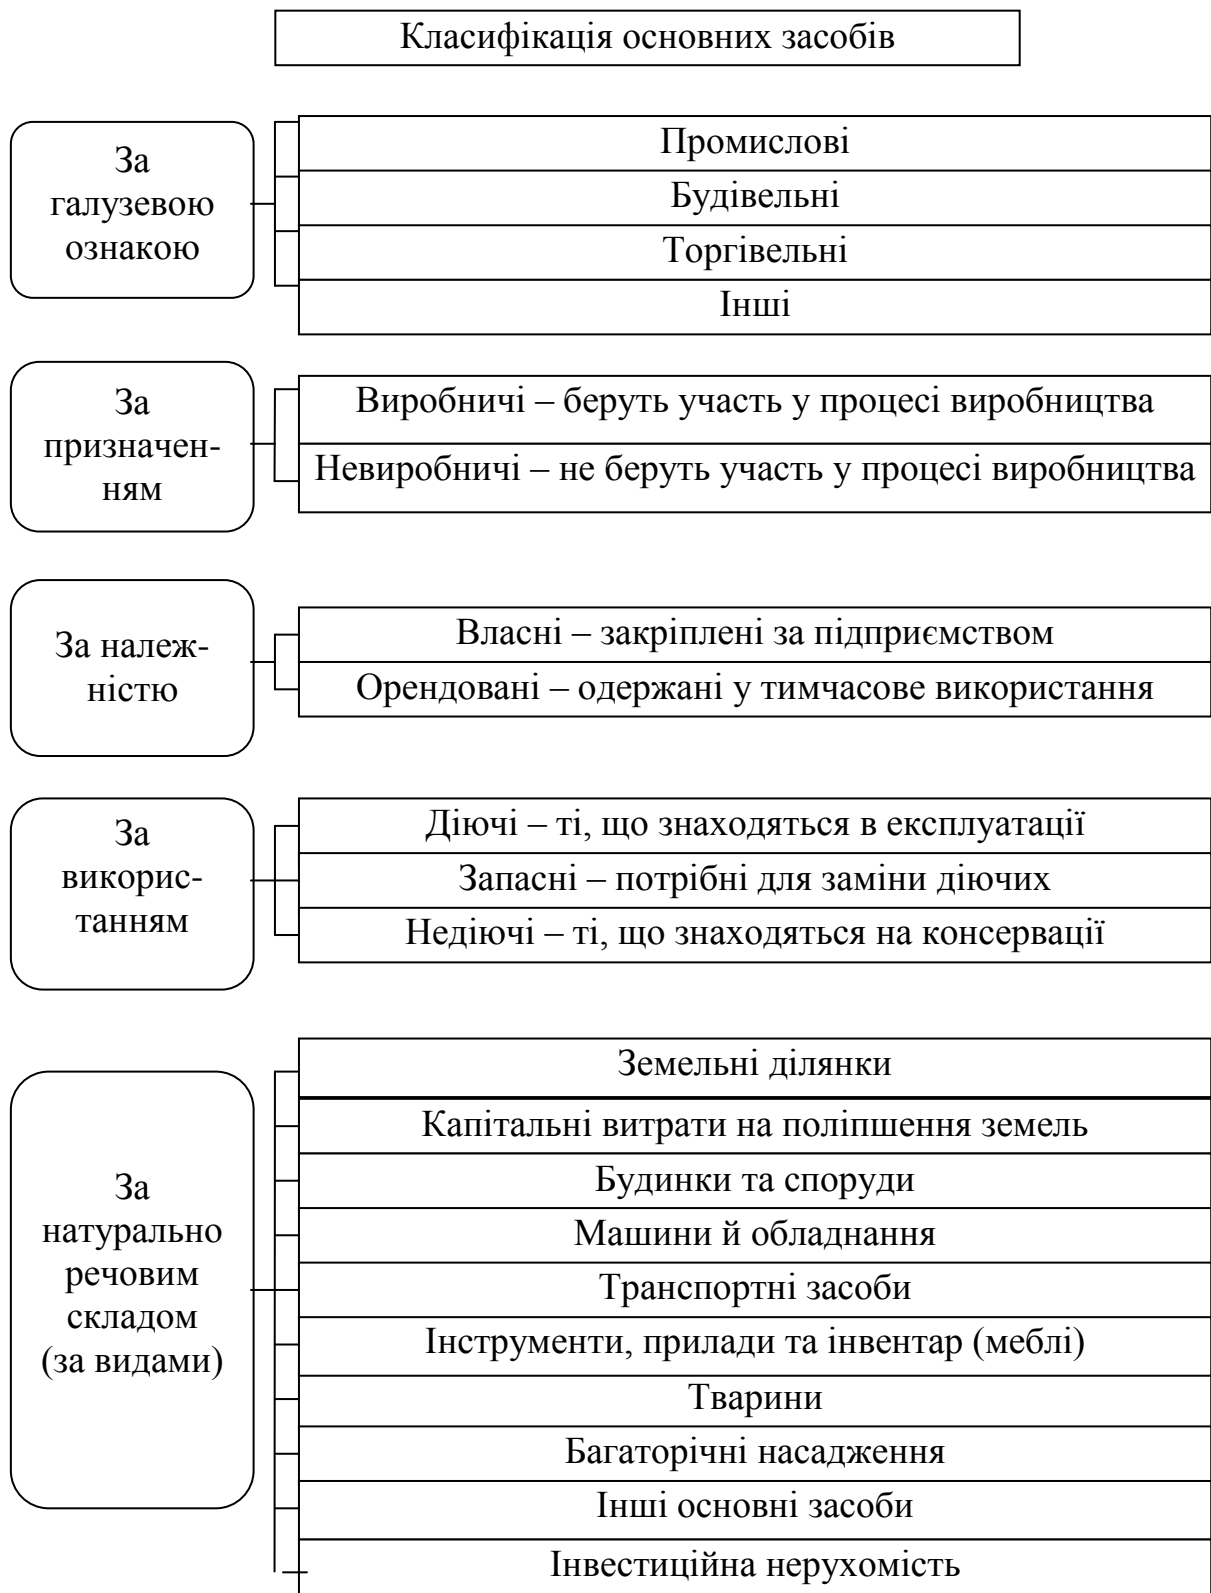 Класифікація основних засобів
За
галузевою
ознакою
Промислові
Будівельні
Торгівельні
Інші
За
призначен-
ням
Виробничі – беруть участь у процесі виробництва
Невиробничі – не беруть участь у процесі виробництва
За належ-
ністю
Власні – закріплені за підприємством
Орендовані – одержані у тимчасове використання
За
викорис-
танням
Діючі – ті, що знаходяться в експлуатації
Запасні – потрібні для заміни діючих
Недіючі – ті, що знаходяться на консервації
За
натурально
речовим
складом
(за видами)
Земельні ділянки
Капітальні витрати на поліпшення земель
Будинки та споруди
Машини й обладнання
Транспортні засоби
Інструменти, прилади та інвентар (меблі)
Тварини
Багаторічні насадження
Інші основні засоби
Інвестиційна нерухомість